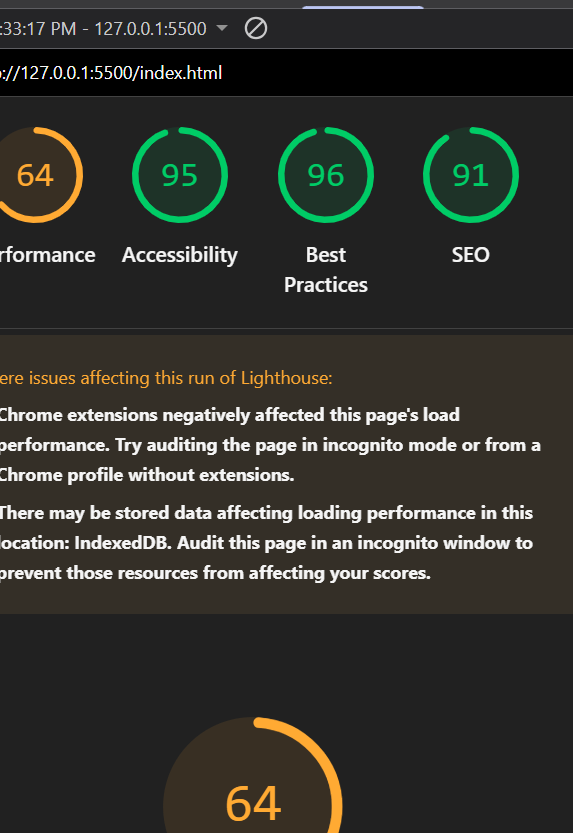 :33:17 PM - 127.0.0.1:5500
://127.0.0.1:5500/index.html
64
95
96
91
rformance
Accessibility
Best
Practices
SEO
ere issues affecting this run of Lighthouse:
Chrome extensions negatively affected this page's load
performance. Try auditing the page in incognito mode or from a
Chrome profile without extensions.
There may be stored data affecting loading performance in this
location: IndexedDB. Audit this page in an incognito window to
prevent those resources from affecting your scores.
64